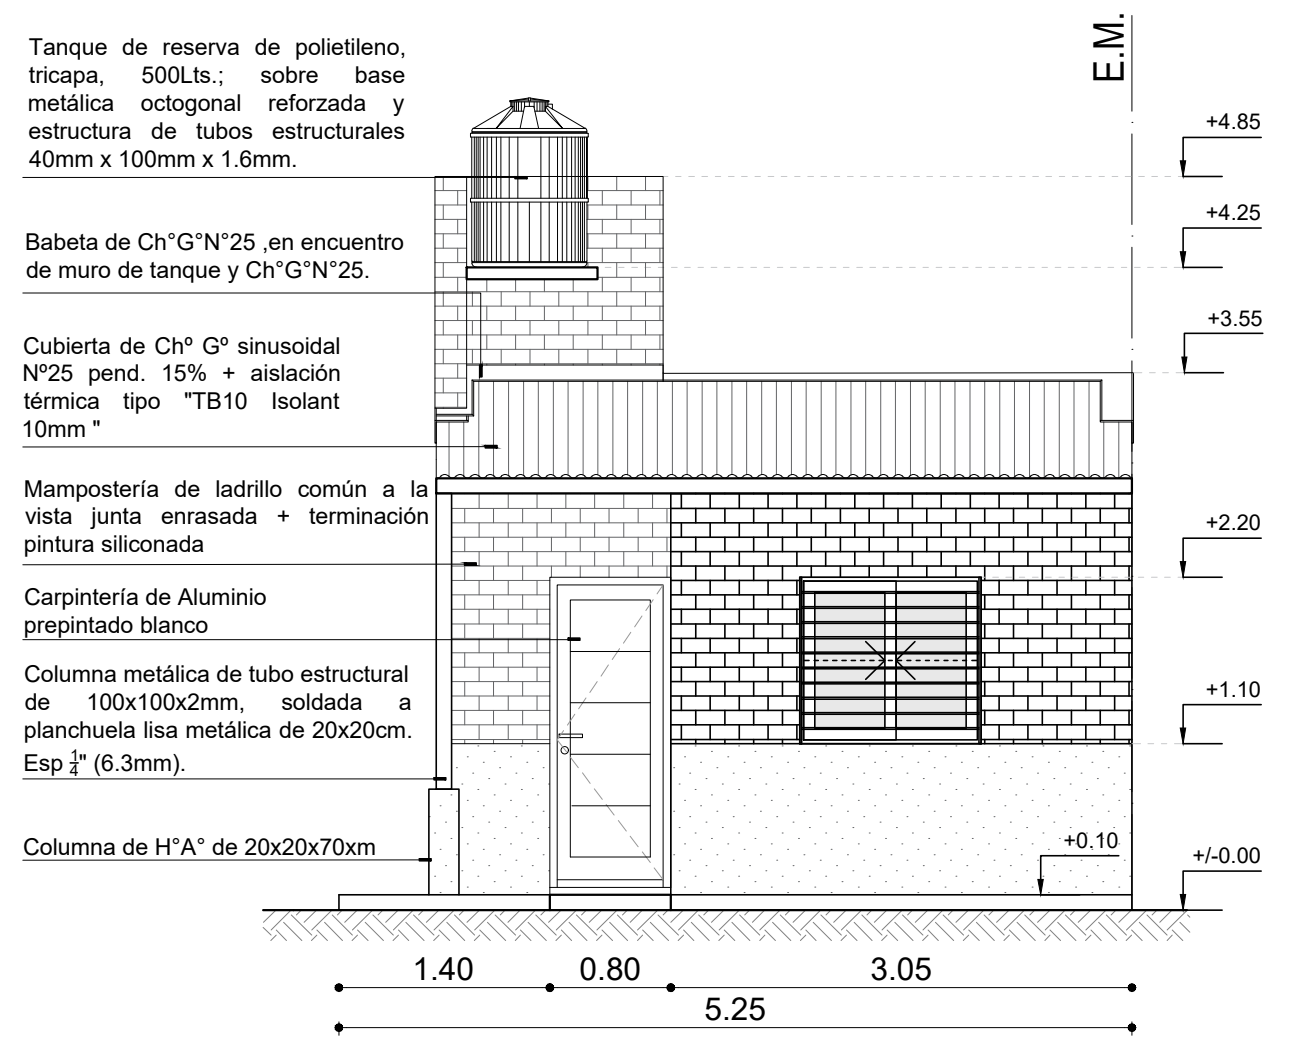 E.M.
Tanque de reserva de polietileno,
tricapa, 500Lts.; sobre base
metálica octogonal reforzada y
estructura de tubos estructurales
40mm x 100mm x 1.6mm.
Babeta de Ch°G°N°25 ,en encuentro
de muro de tanque y Ch°G°N°25.
Cubierta de Chº Gº sinusoidal
Nº25 pend. 15% + aislación
térmica tipo "TB10 Isolant
10mm "
Mampostería de ladrillo común a la
vista junta enrasada + terminación
pintura siliconada
Carpintería de Aluminio
prepintado blanco
Columna metálica de tubo estructural
de 100x100x2mm, soldada a
planchuela lisa metálica de 20x20cm.
Esp 1/4" (6.3mm).
Columna de H°A° de 20x20x70xm
+4.85
+4.25
+3.55
+2.20
+1.10
+0.10
+/-0.00
1.40 0.80 3.05
5.25